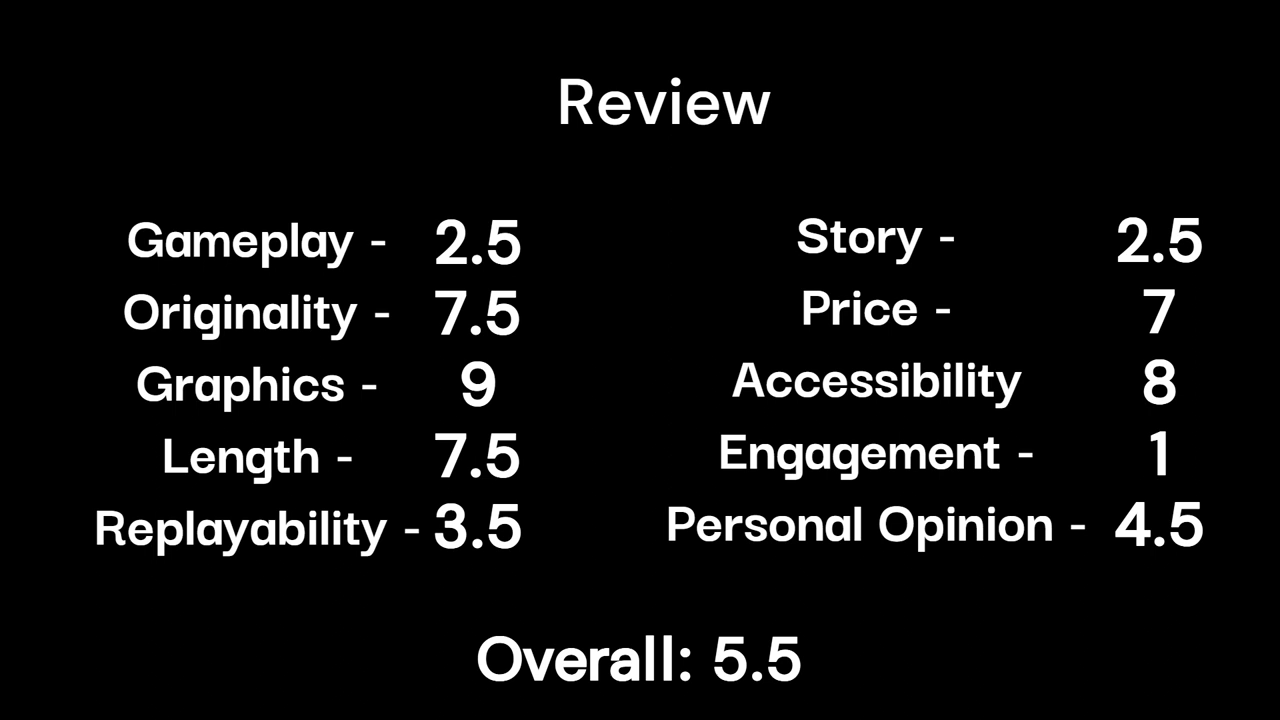 Review
Gameplay - 2.5
Originality - 7.5
Graphics - 9
Length - 7.5
Replayability - 3.5
Story - 2.5
Price - 7
Accessibility 8
Engagement - 1
Personal Opinion - 4.5
Overall: 5.5